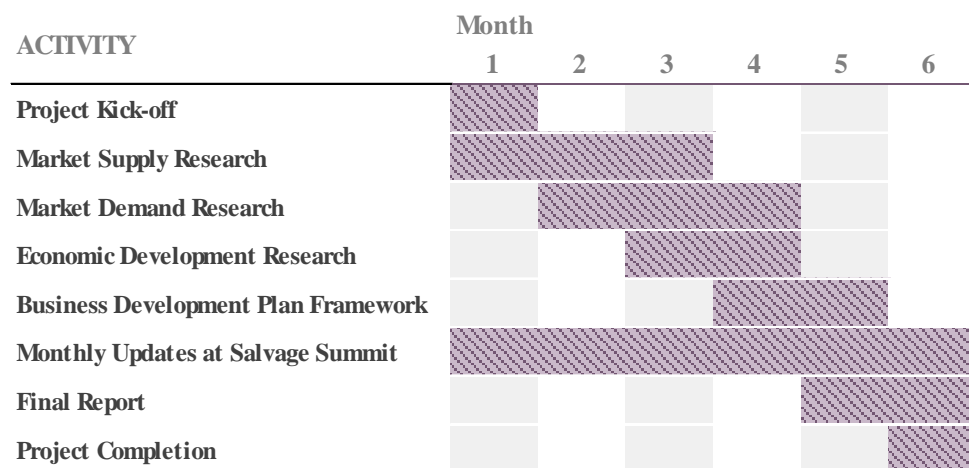 ACTIVITY
Month
1 2 3 4 5 6
Project Kick-off
Market Supply Research
Market Demand Research
Economic Development Research
Business Development Plan Framework
Monthly Updates at Salvage Summit
Final Report
Project Completion